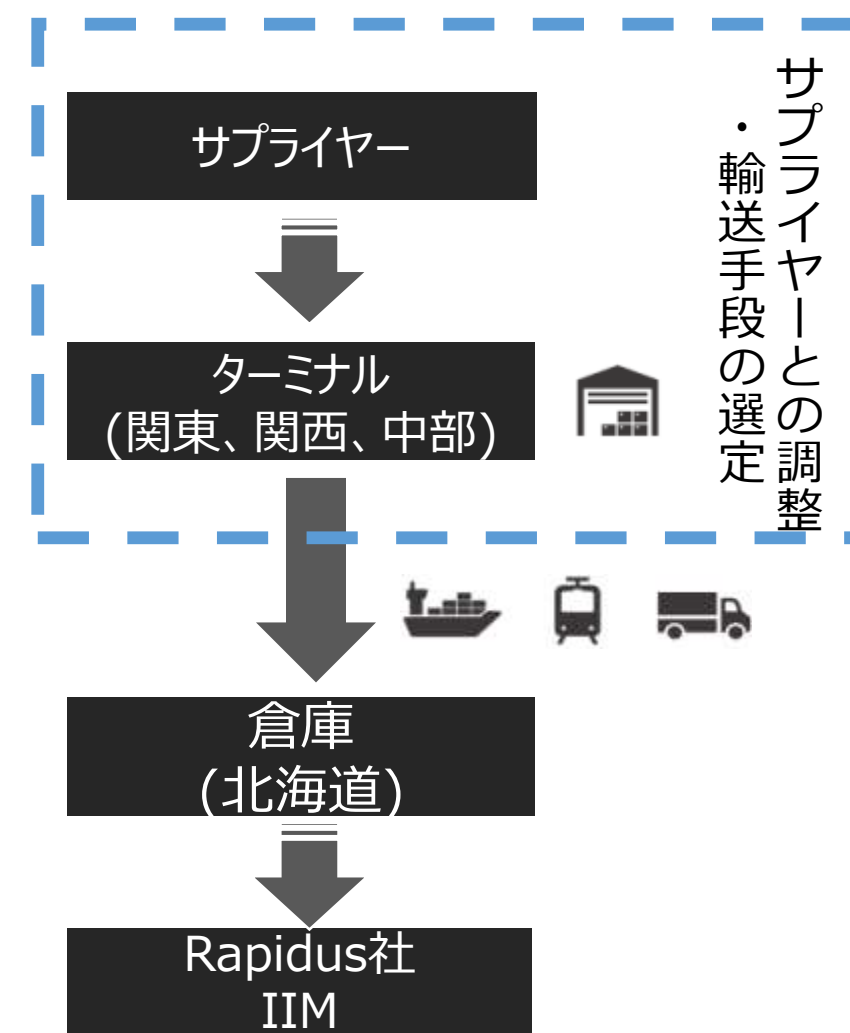 サプライヤーとの調整
・輸送手段の選定
サプライヤー
ターミナル
(関東、関西、中部)
倉庫
(北海道)
Rapidus社
IIM